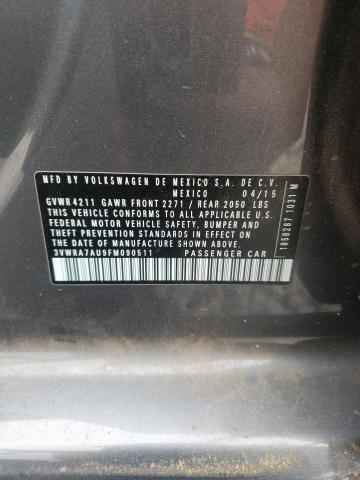 MFD BY VOLKSWAGEN DE MEXICO S.A. DE C.V.
MEXICO 04/15
GVWR 4211 GAWR FRONT 2271 / REAR 2050 LBS
THIS VEHICLE CONFORMS TO ALL APPLICABLE U.S.
FEDERAL MOTOR VEHICLE SAFETY, BUMPER AND
THEFT PREVENTION STANDARDS IN EFFECT ON THE
DATE OF MANUFACTURE SHOWN ABOVE.
3VWRA7AU9FM090511 PASSENGER CAR
1858287 1031 M